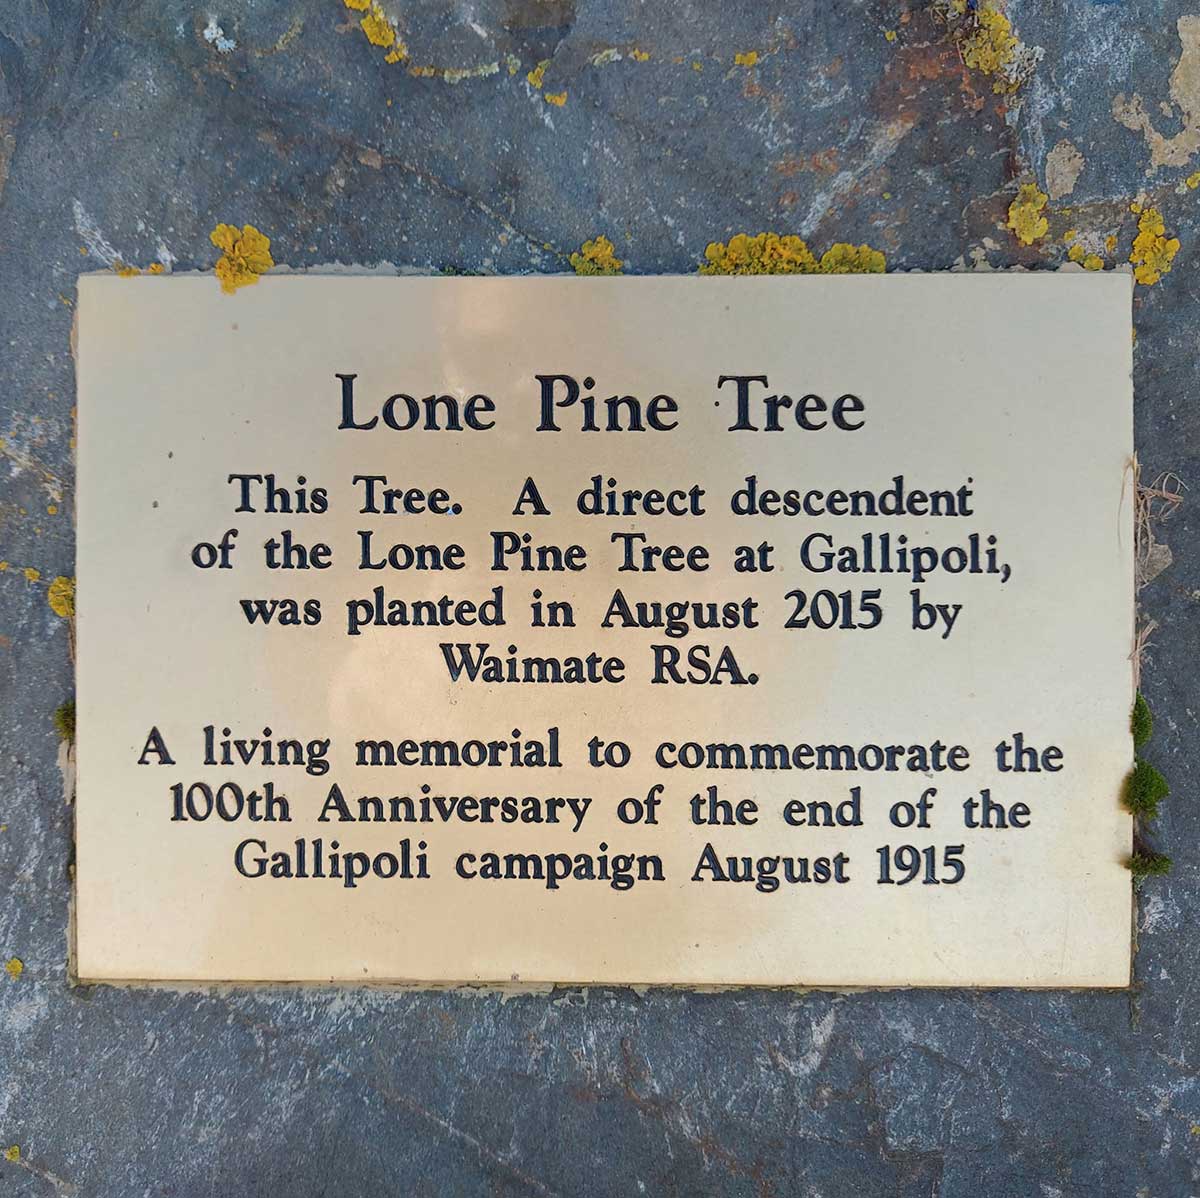 Lone Pine Tree
This Tree. A direct descendent
of the Lone Pine Tree at Gallipoli,
was planted in August 2015 by
Waimate RSA.
A living memorial to commemorate the
100th Anniversary of the end of the
Gallipoli campaign August 1915